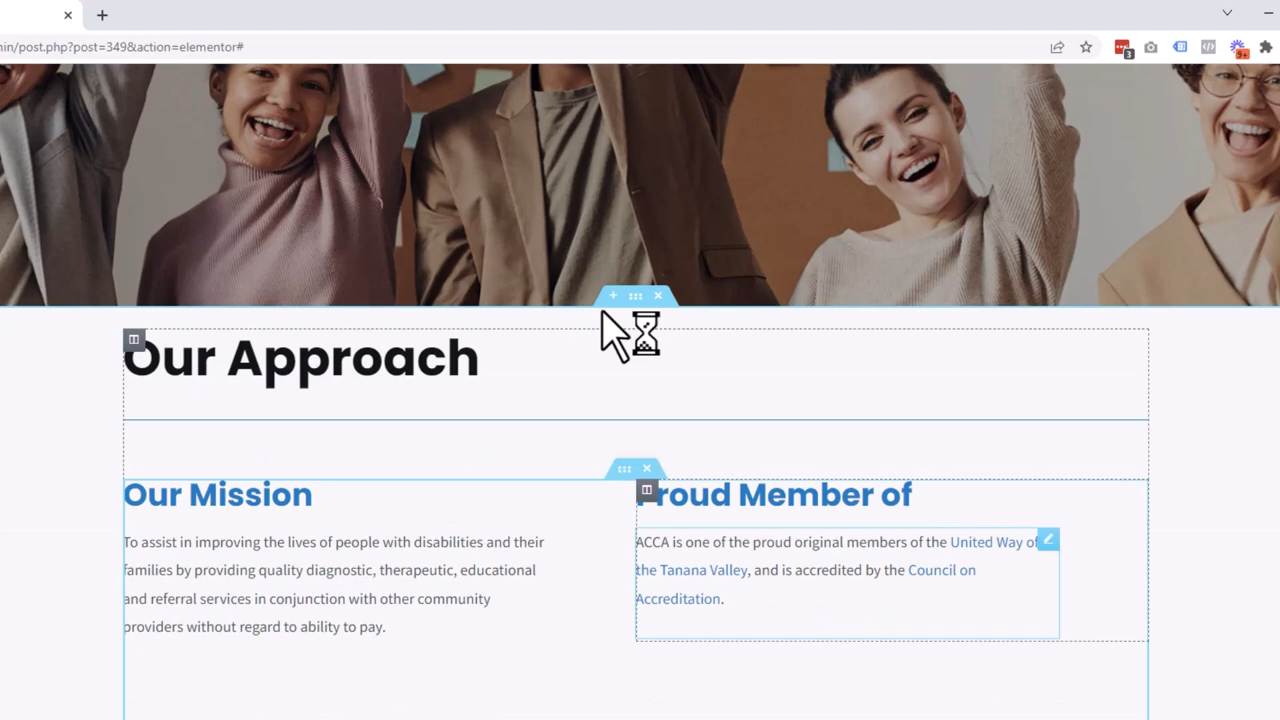 in/post.php?post=349&action=elementor#
3
9+
Our Approach
Our Mission
To assist in improving the lives of people with disabilities and their
families by providing quality diagnostic, therapeutic, educational
and referral services in conjunction with other community
providers without regard to ability to pay.
Proud Member of
ACCA is one of the proud original members of the United Way of
the Tanana Valley, and is accredited by the Council on
Accreditation.